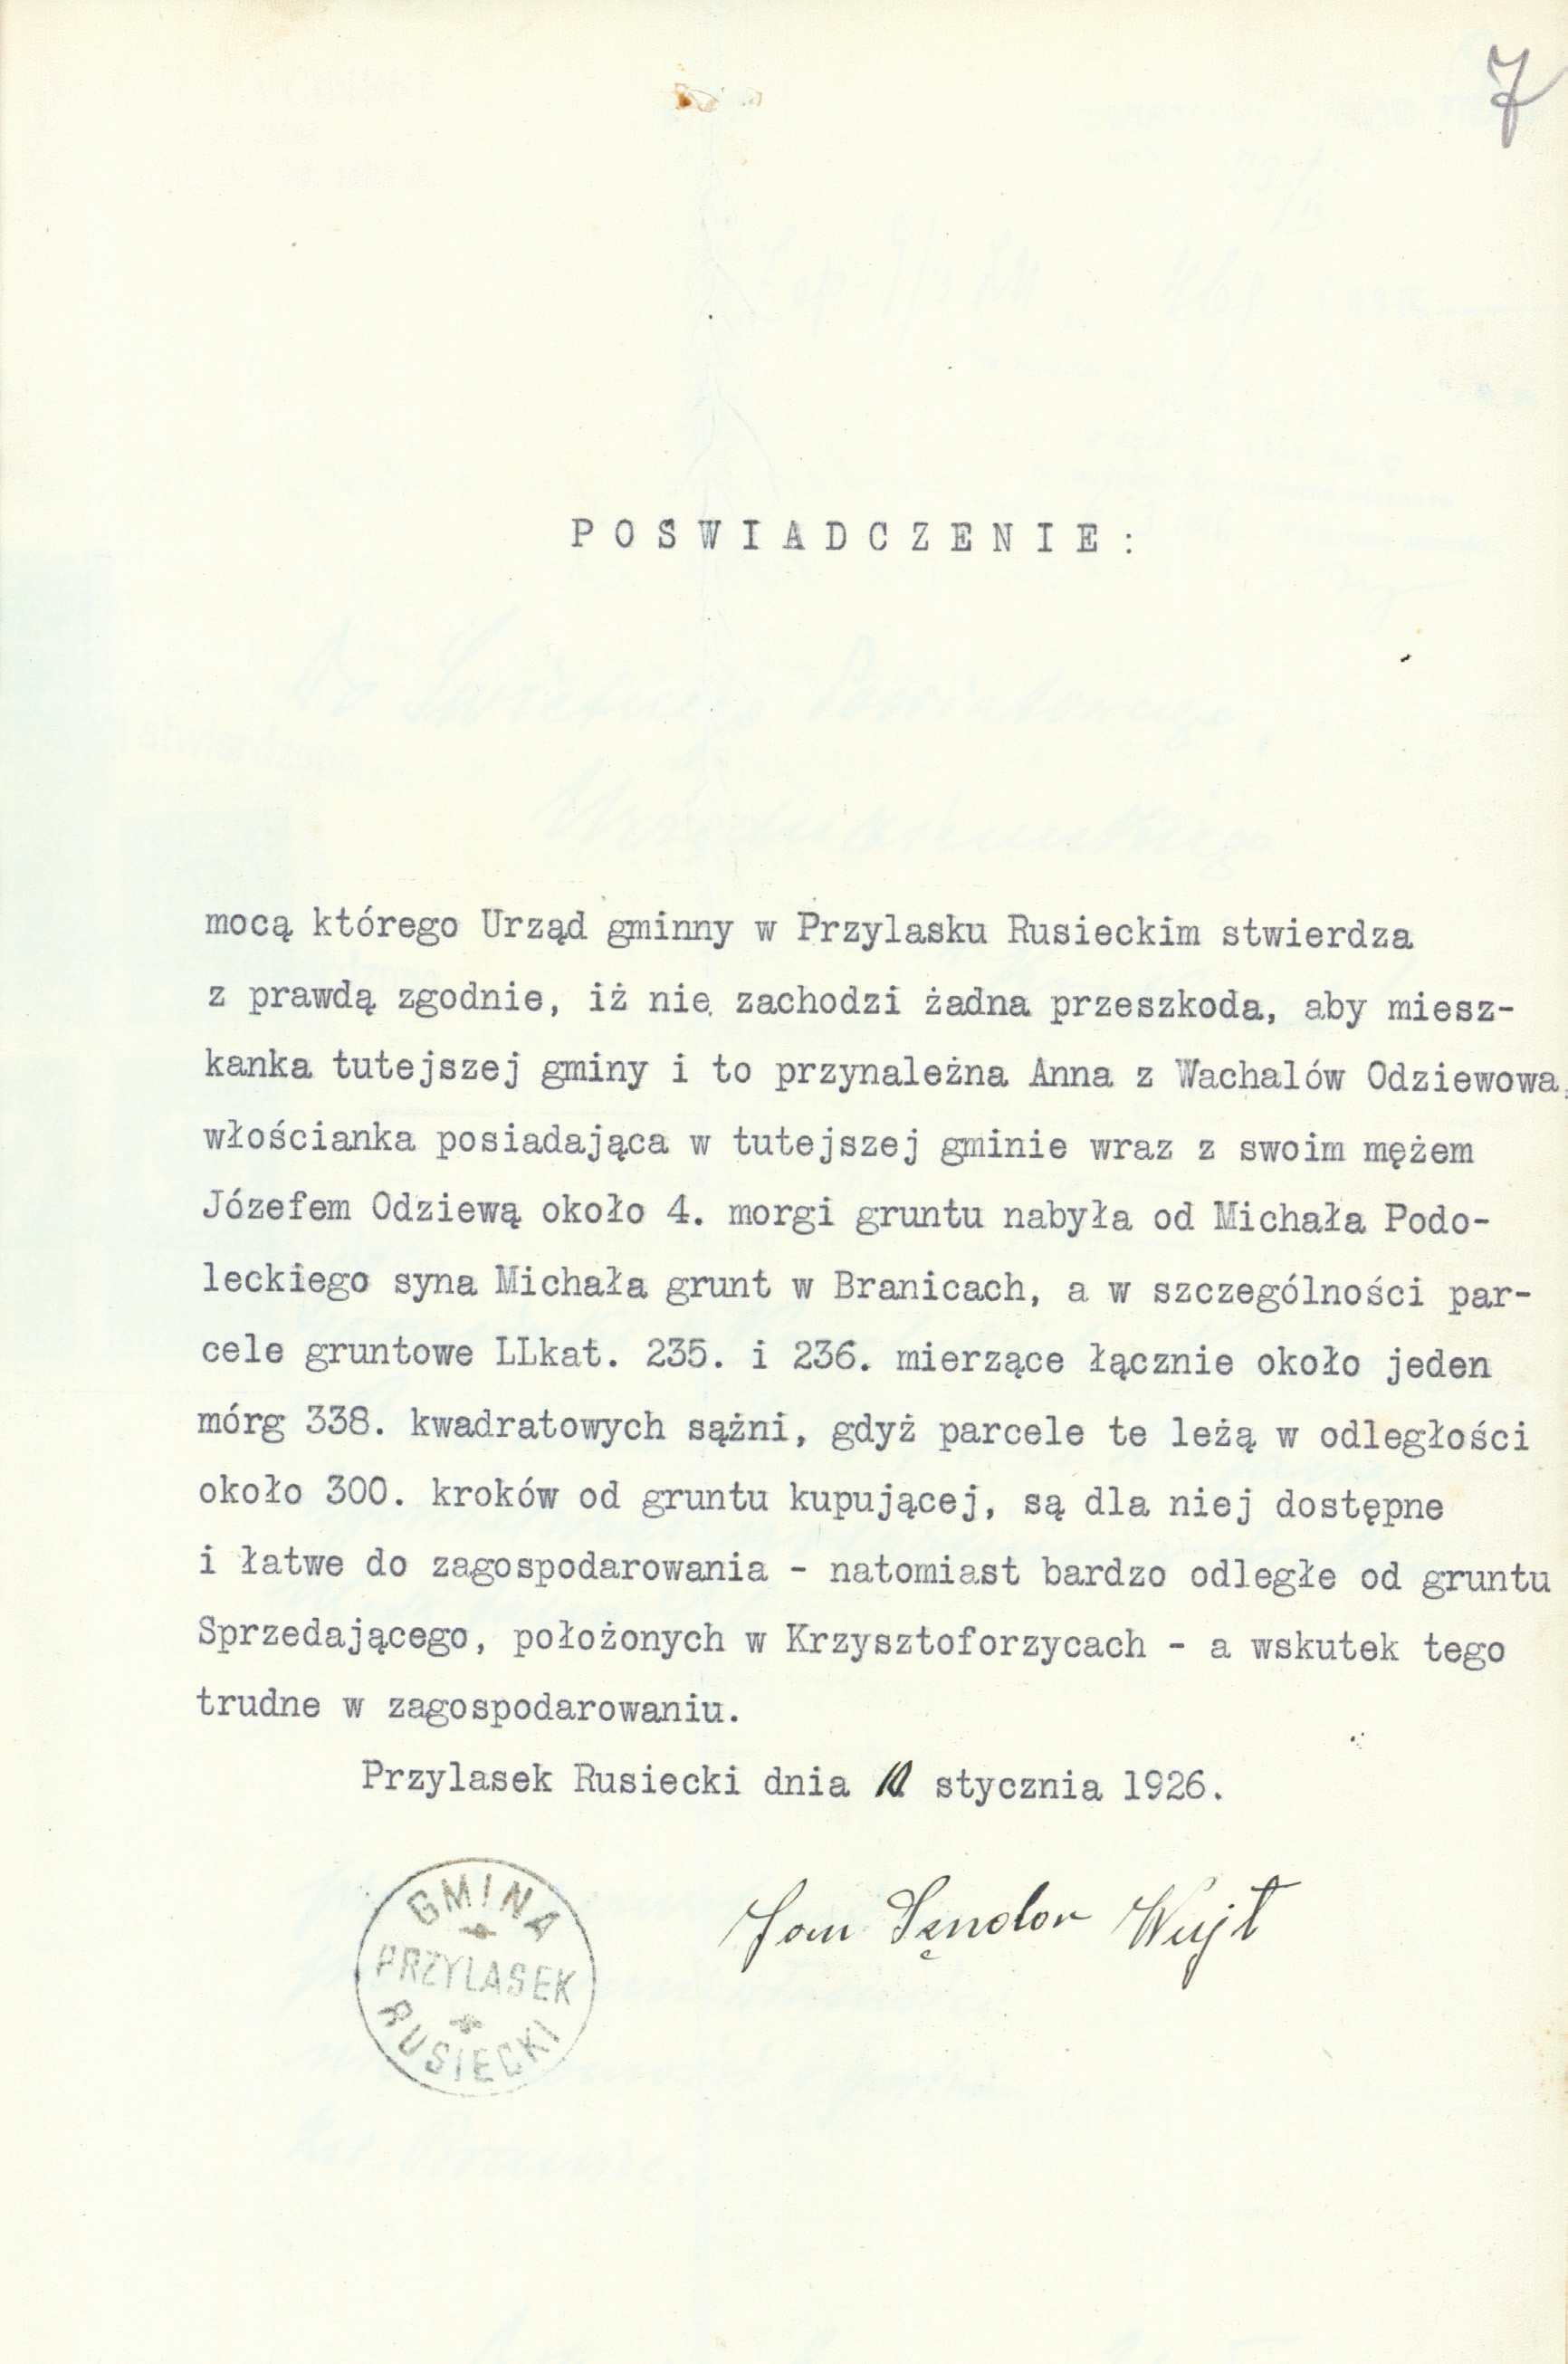 7
POSWIADCZENIE:
mocą którego Urząd gminny w Przylasku Rusieckim stwierdza
z prawdą zgodnie, iż nie zachodzi żadna przeszkoda, aby miesz-
kanka tutejszej gminy i to przynależna Anna z Wachalów Odziewowa,
włościanka posiadająca w tutejszej gminie wraz z swoim mężem
Józefem Odziewą około 4. morgi gruntu nabyła od Michała Podo-
leckiego syna Michała grunt w Branicach, a w szczególności par-
cele gruntowe LLkat. 235. i 236. mierzące łącznie około jeden
mórg 338. kwadratowych sążni, gdyż parcele te leżą w odległości
około 300. kroków od gruntu kupującej, są dla niej dostępne
i łatwe do zagospodarowania - natomiast bardzo odległe od gruntu
Sprzedającego, położonych w Krzysztoforzycach - a wskutek tego
trudne w zagospodarowaniu.
Przylasek Rusiecki dnia stycznia 1926.
GMINA
PRZYLASEK
RUSIECKI
Jan Sendor Wujt